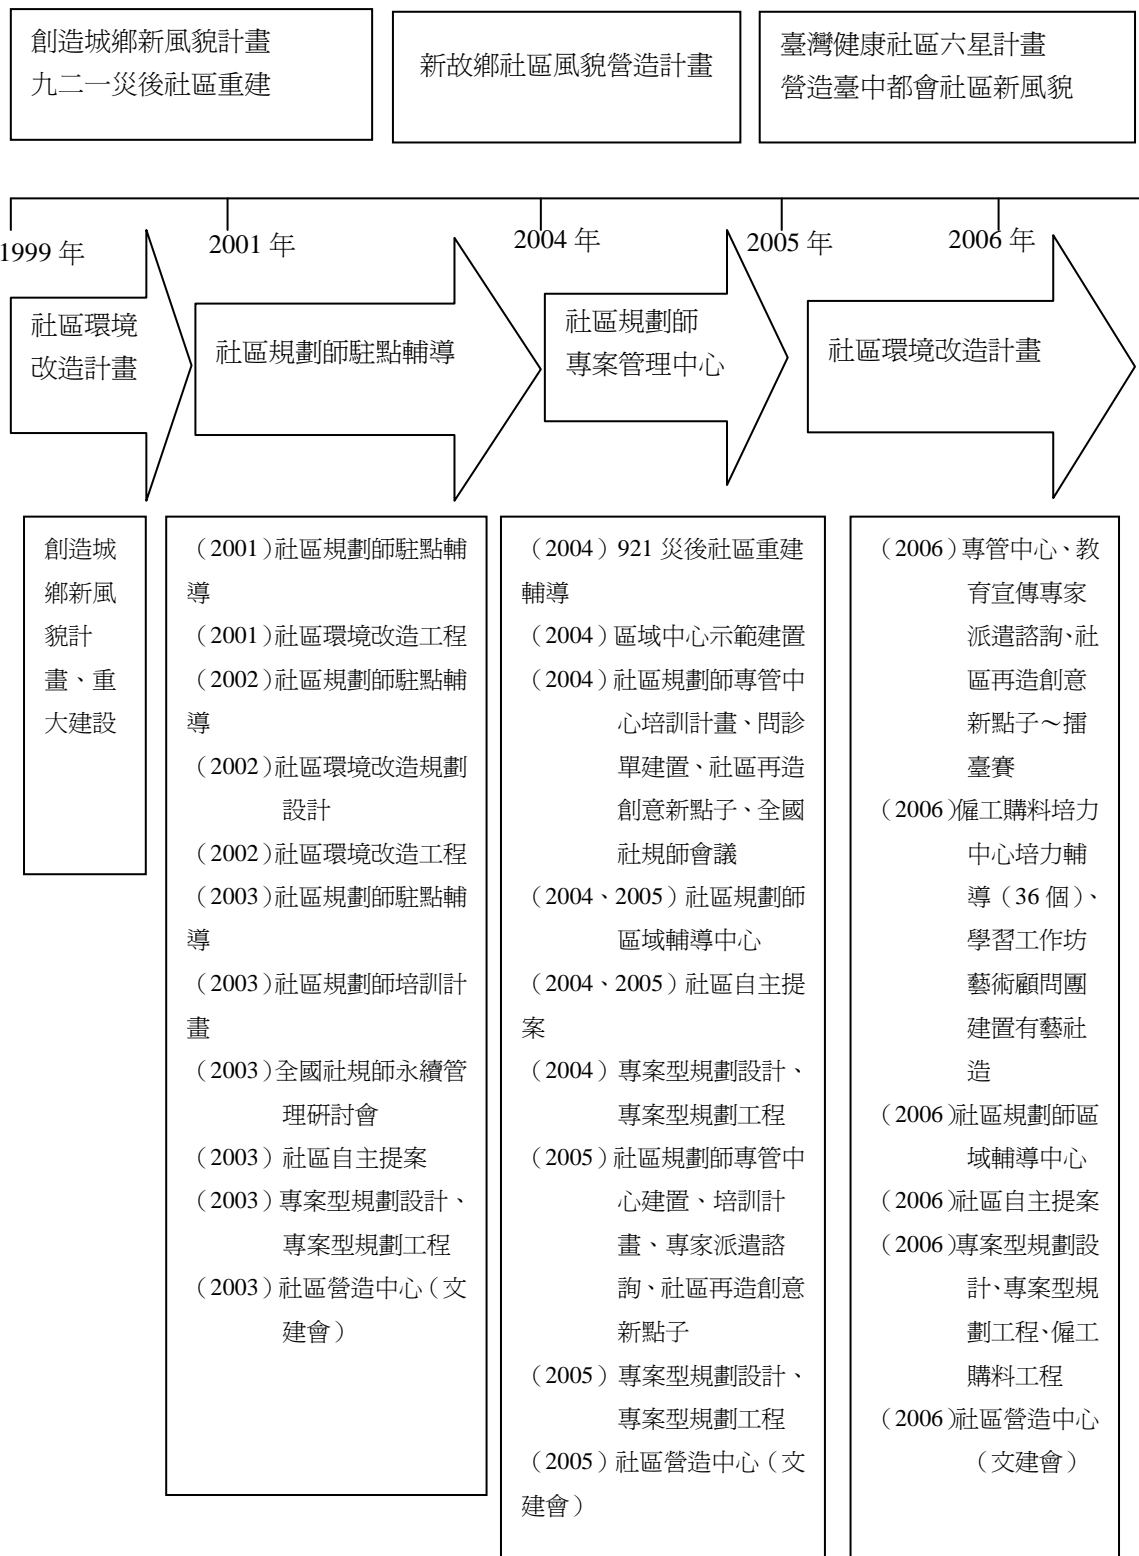 創造城鄉新風貌計畫
九二一災後社區重建
新故鄉社區風貌營造計畫
臺灣健康社區六星計畫
營造臺中都會社區新風貌
1999 年
2001 年
2004 年
2005 年
2006 年
社區環境
改造計畫
社區規劃師駐點輔導
社區規劃師
專案管理中心
社區環境改造計畫
創造城
鄉新風
貌計
畫、重
大建設
（2001）社區規劃師駐點輔
導
（2001）社區環境改造工程
（2002）社區規劃師駐點輔
導
（2002）社區環境改造規劃
設計
（2002）社區環境改造工程
（2003）社區規劃師駐點輔
導
（2003）社區規劃師培訓計
畫
（2003）全國社規師永續管
理研討會
（2003）社區自主提案
（2003）專案型規劃設計、
專案型規劃工程
（2003）社區營造中心（文
建會）
（2004）921 災後社區重建
輔導
（2004）區域中心示範建置
（2004）社區規劃師專管中
心培訓計畫、問診
單建置、社區再造
創意新點子、全國
社規師會議
（2004、2005）社區規劃師
區域輔導中心
（2004、2005）社區自主提
案
（2004）專案型規劃設計、
專案型規劃工程
（2005）社區規劃師專管中
心建置、培訓計
畫、專家派遣諮
詢、社區再造創意
新點子
（2005）專案型規劃設計、
專案型規劃工程
（2005）社區營造中心（文
建會）
（2006）專管中心、教
育宣傳專家
派遣諮詢、社
區再造創意
新點子～擂
臺賽
（2006）僱工購料培力
中心培力輔
導（36 個）、
學習工作坊
藝術顧問團
建置有藝社
造
（2006）社區規劃師區
域輔導中心
（2006）社區自主提案
（2006）專案型規劃設
計、專案型規
劃工程、僱工
購料工程
（2006）社區營造中心
（文建會）